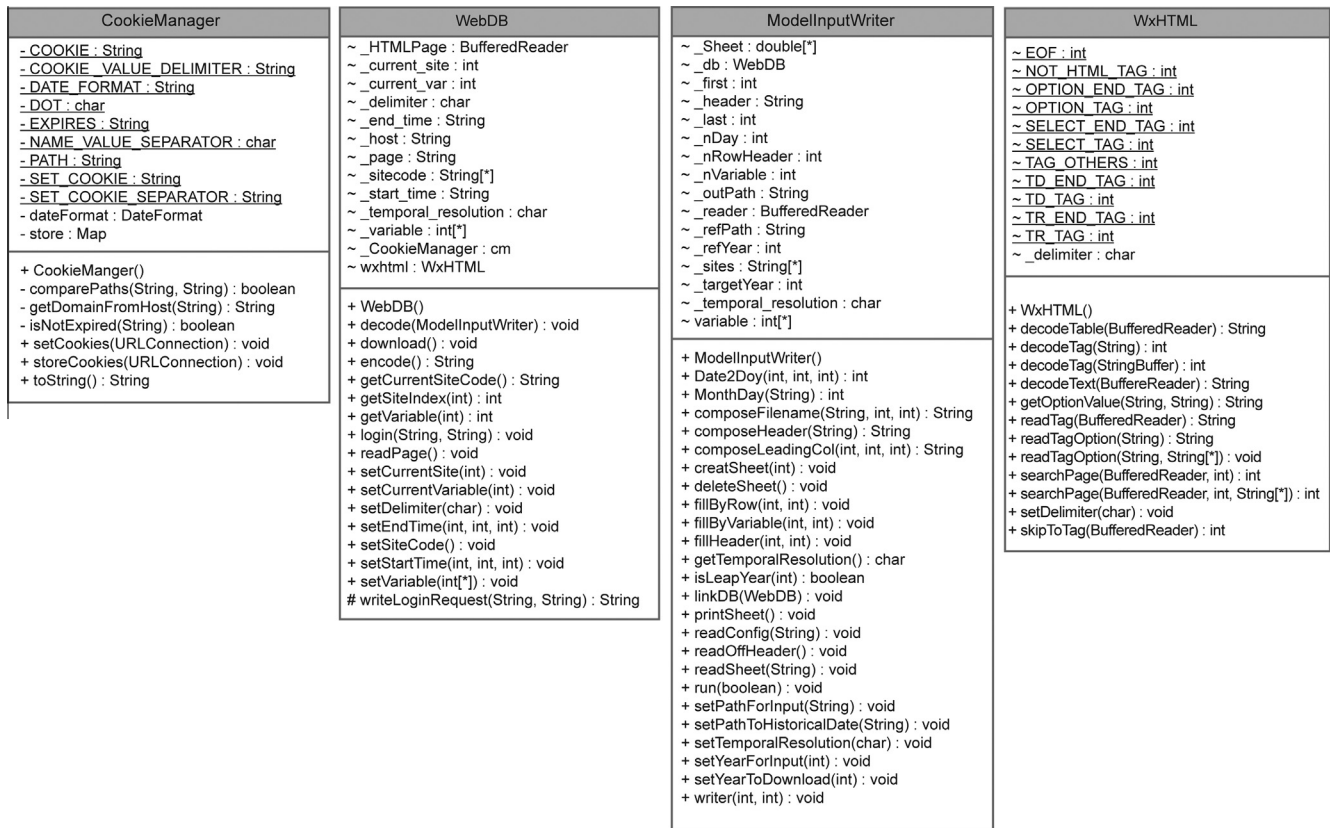 CookieManager
- COOKIE : String
- COOKIE _VALUE_DELIMITER : String
- DATE_FORMAT : String
- DOT : char
- EXPIRES : String
- NAME_VALUE_SEPARATOR : char
- PATH : String
- SET_COOKIE : String
- SET_COOKIE_SEPARATOR : String
- dateFormat : DateFormat
- store : Map
+ CookieManger()
- comparePaths(String, String) : boolean
- getDomainFromHost(String) : String
- isNotExpired(String) : boolean
+ setCookies(URLConnection) : void
+ storeCookies(URLConnection) : void
+ toString() : String
WebDB
~ _HTMLPage : BufferedReader
~ _current_site : int
~ _current_var : int
~ _delimiter : char
~ _end_time : String
~ _host : String
~ _page : String
~ _sitecode : String[*]
~ _start_time : String
~ _temporal_resolution : char
~ _variable : int[*]
~ _CookieManager : cm
~ wxhtml : WxHTML
+ WebDB()
+ decode(ModelInputWriter) : void
+ download() : void
+ encode() : String
+ getCurrentSiteCode() : String
+ getSiteIndex(int) : int
+ getVariable(int) : int
+ login(String, String) : void
+ readPage() : void
+ setCurrentSite(int) : void
+ setCurrentVariable(int) : void
+ setDelimiter(char) : void
+ setEndTime(int, int, int) : void
+ setSiteCode() : void
+ setStartTime(int, int, int) : void
+ setVariable(int[*]) : void
# writeLoginRequest(String, String) : String
ModelInputWriter
~ _Sheet : double[*]
~ _db : WebDB
~ _first : int
~ _header : String
~ _last : int
~ _nDay : int
~ _nRowHeader : int
~ _nVariable : int
~ _outPath : String
~ _reader : BufferedReader
~ _refPath : String
~ _refYear : int
~ _sites : String[*]
~ _targetYear : int
~ _temporal_resolution : char
~ variable : int[*]
+ ModelInputWriter()
+ Date2Doy(int, int, int) : int
+ MonthDay(String) : int
+ composeFilename(String, int, int) : String
+ composeHeader(String) : String
+ composeLeadingCol(int, int, int) : String
+ creatSheet(int) : void
+ deleteSheet() : void
+ fillByRow(int, int) : void
+ fillByVariable(int, int) : void
+ fillHeader(int, int) : void
+ getTemporalResolution() : char
+ isLeapYear(int) : boolean
+ linkDB(WebDB) : void
+ printSheet() : void
+ readConfig(String) : void
+ readOffHeader() : void
+ readSheet(String) : void
+ run(boolean) : void
+ setPathForInput(String) : void
+ setPathToHistoricalDate(String) : void
+ setTemporalResolution(char) : void
+ setYearForInput(int) : void
+ setYearToDownload(int) : void
+ writer(int, int) : void
WxHTML
~ EOF : int
~ NOT_HTML_TAG : int
~ OPTION_END_TAG : int
~ OPTION_TAG : int
~ SELECT_END_TAG : int
~ SELECT_TAG : int
~ TAG_OTHERS : int
~ TD_END_TAG : int
~ TD_TAG : int
~ TR_END_TAG : int
~ TR_TAG : int
~ _delimiter : char
+ WxHTML()
+ decodeTable(BufferedReader) : String
+ decodeTag(String) : int
+ decodeTag(StringBuffer) : int
+ decodeText(BuffereReader) : String
+ getOptionValue(String, String) : String
+ readTag(BufferedReader) : String
+ readTagOption(String) : String
+ readTagOption(String, String[*]) : void
+ searchPage(BufferedReader, int) : int
+ searchPage(BufferedReader, int, String[*]) : int
+ setDelimiter(char) : void
+ skipToTag(BufferedReader) : int